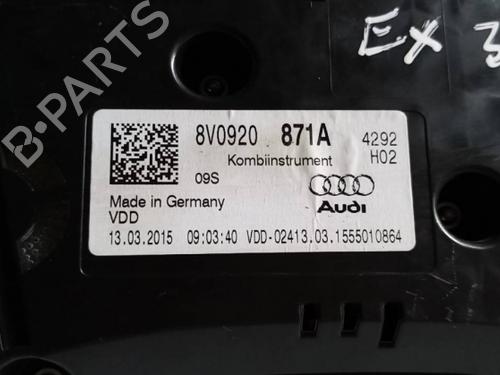 B-PARTS
EX 3
8V0920 871A 4292
Kombiinstrument H02
09S
Made in Germany
VDD
Audi
13.03.2015 09:03:40 VDD-02413.03.1555010864